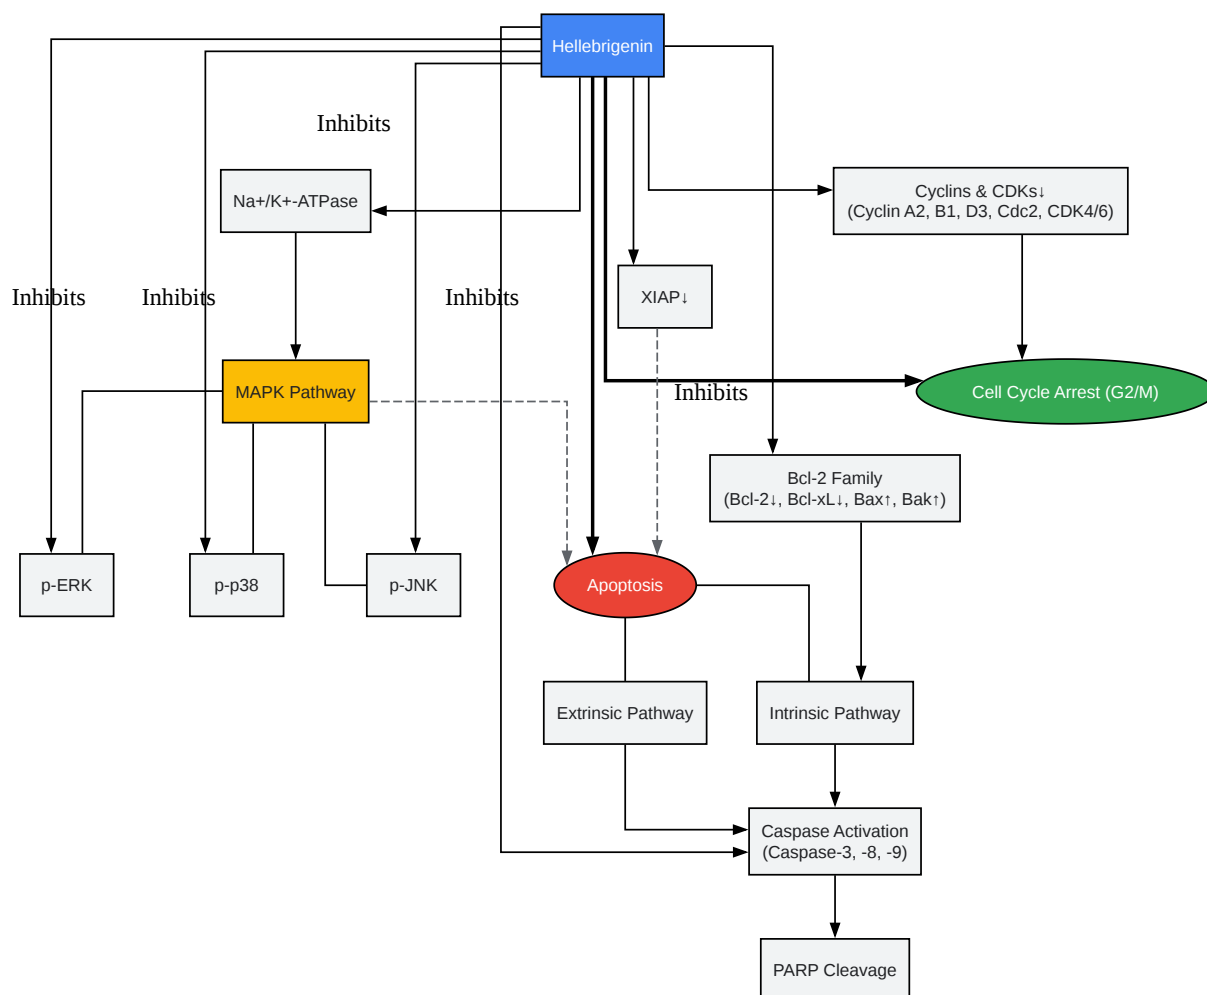 Hellebrigenin
Inhibits
Na+/K+-ATPase
Cyclins & CDKs↓
(Cyclin A2, B1, D3, Cdc2, CDK4/6)
Inhibits
Inhibits
Inhibits
XIAP↓
MAPK Pathway
Inhibits
Cell Cycle Arrest (G2/M)
Bcl-2 Family
(Bcl-2↓, Bcl-xL↓, Bax↑, Bak↑)
p-ERK
p-p38
p-JNK
Apoptosis
Extrinsic Pathway
Intrinsic Pathway
Caspase Activation
(Caspase-3, -8, -9)
PARP Cleavage